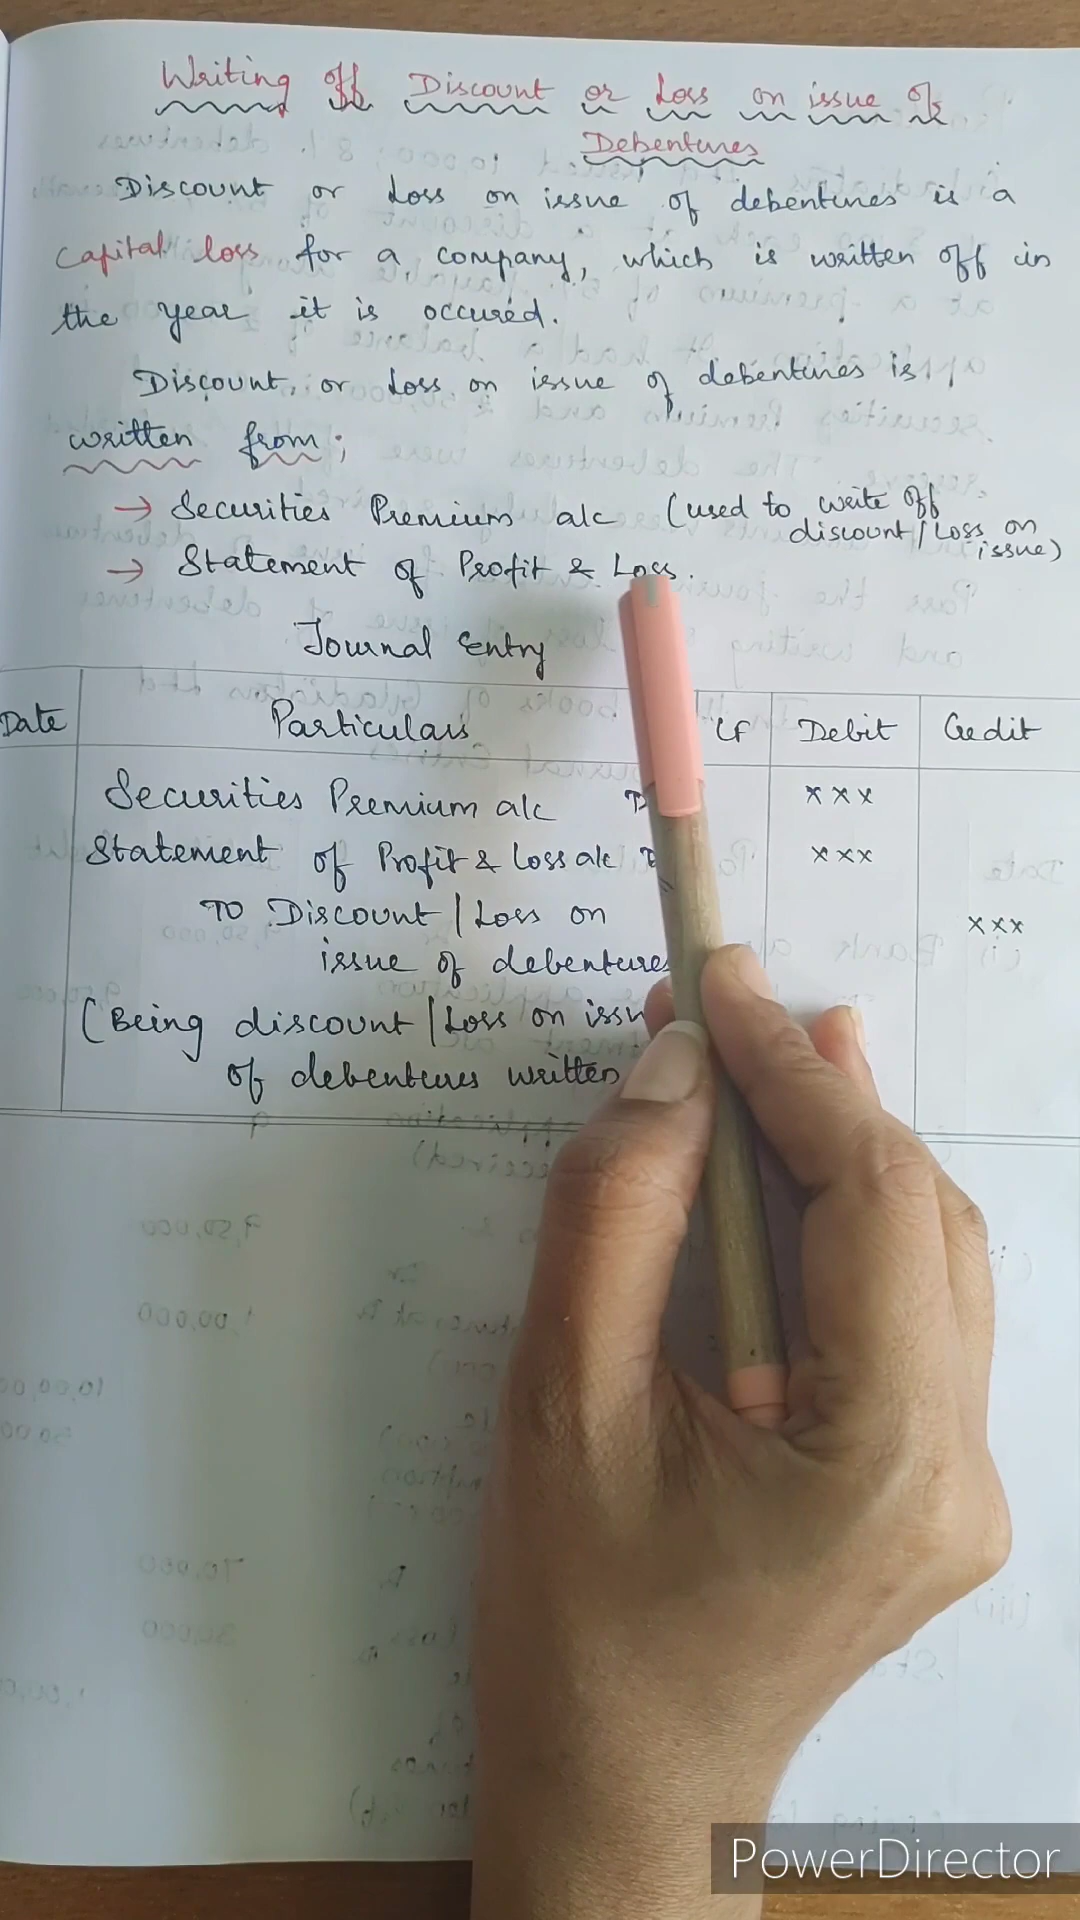 Writing off Discount or Loss on issue of
Debentures
Discount or Loss on issue of debentures is a
Capital loss for a company, which is written off in
the year it is occured.
Discount, or Loss on issue of debentures is
written from;
→ Securities Premium a/c (used to write off
discount/Loss on
issue)
→ Statement of Profit & Loss.
Journal Entry
Date Particulars LF Debit Credit
Securities Premium a/c xxx
Statement of Profit & Loss a/c xxx
TO Discount/Loss on xxx
issue of debentures
(Being discount/Loss on
of debentures written
PowerDirector